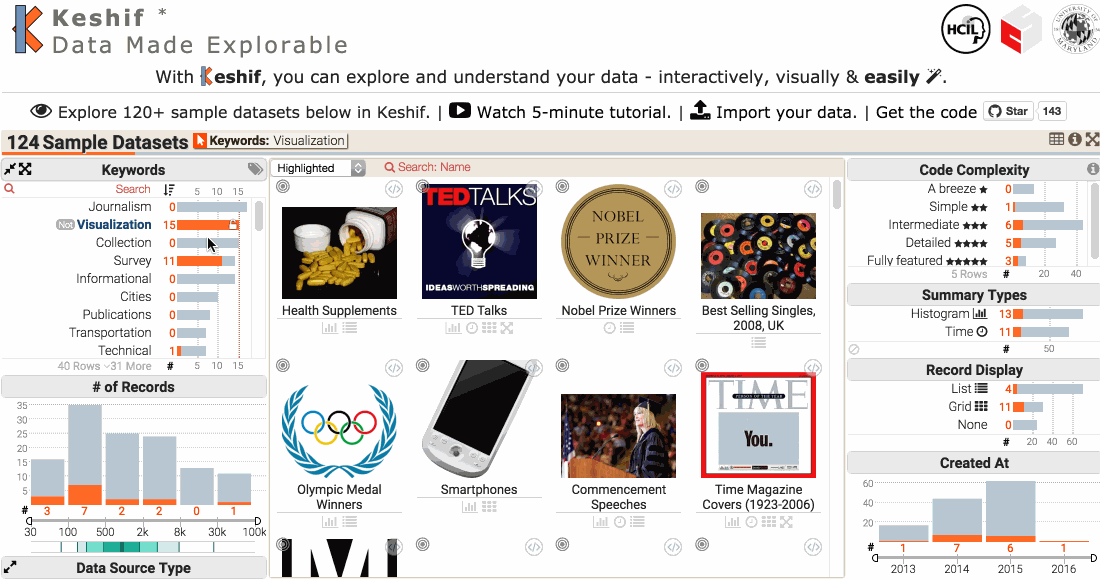 Keshif *
Data Made Explorable
HCIL
UNIVERSITY OF MARYLAND
With Keshif, you can explore and understand your data - interactively, visually & easily.
Explore 120+ sample datasets below in Keshif. | Watch 5-minute tutorial. | Import your data. | Get the code Star 143
124 Sample Datasets Keywords: Visualization
Keywords
Search 5 10 15
Journalism 0
Not Visualization 15
Collection 0
Survey 11
Informational 0
Cities 0
Publications 0
Transportation 0
Technical 1
40 Rows 31 More # 5 10 15
# of Records
35
30
25
20
15
10
5
# 3 7 2 2 0 1
30 100 500 2k 8k 30k 100k
Data Source Type
Highlighted Search: Name
TEDTALKS
IDEAS WORTH SPREADING
NOBEL
PRIZE
WINNER
Health Supplements
TED Talks
Nobel Prize Winners
Best Selling Singles,
2008, UK
TIME
PERSON OF THE YEAR
You.
Olympic Medal
Winners
Smartphones
Commencement
Speeches
Time Magazine
Covers (1923-2006)
Code Complexity
A breeze 0
Simple 1
Intermediate 6
Detailed 5
Fully featured 3
5 Rows # 20 40
Summary Types
Histogram 13
Time 11
# 50
Record Display
List 4
Grid 11
None 0
# 20 40 60
Created At
60
40
20
# 1 7 6 1
2013 2014 2015 2016